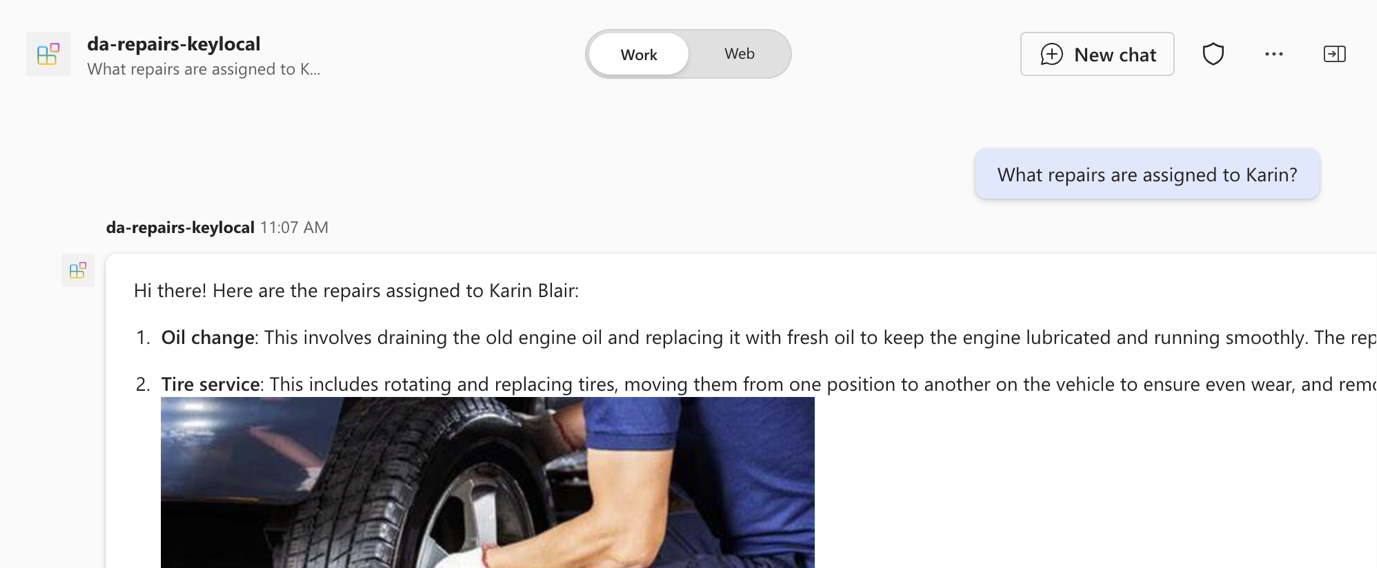 da-repairs-keylocal
What repairs are assigned to K...
Work
Web
New chat
What repairs are assigned to Karin?
da-repairs-keylocal 11:07 AM
Hi there! Here are the repairs assigned to Karin Blair:
1. Oil change: This involves draining the old engine oil and replacing it with fresh oil to keep the engine lubricated and running smoothly. The
2. Tire service: This includes rotating and replacing tires, moving them from one position to another on the vehicle to ensure even wear, and